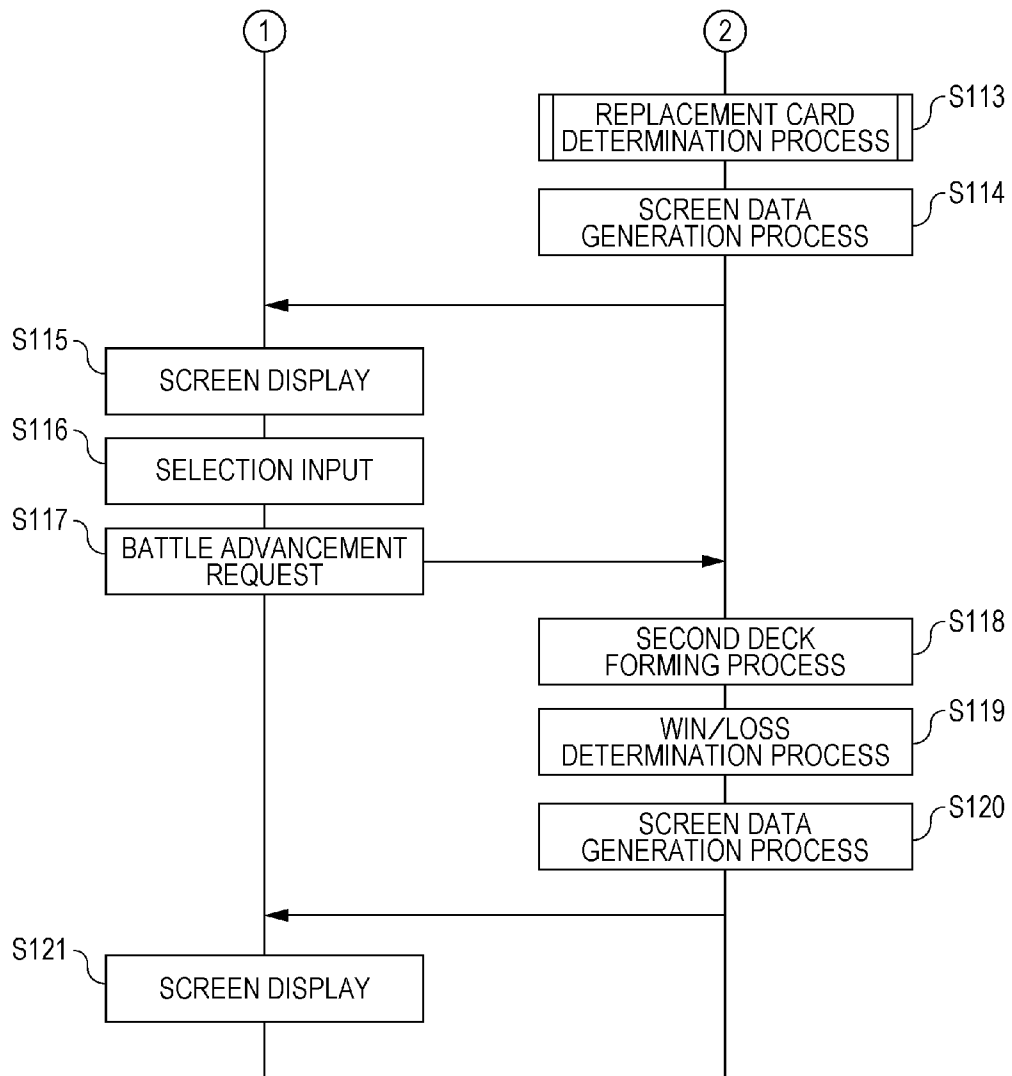 1
2
REPLACEMENT CARD
DETERMINATION PROCESS
S113
SCREEN DATA
GENERATION PROCESS
S114
S115
SCREEN DISPLAY
S116
SELECTION INPUT
S117
BATTLE ADVANCEMENT
REQUEST
SECOND DECK
FORMING PROCESS
S118
WIN/LOSS
DETERMINATION PROCESS
S119
SCREEN DATA
GENERATION PROCESS
S120
S121
SCREEN DISPLAY